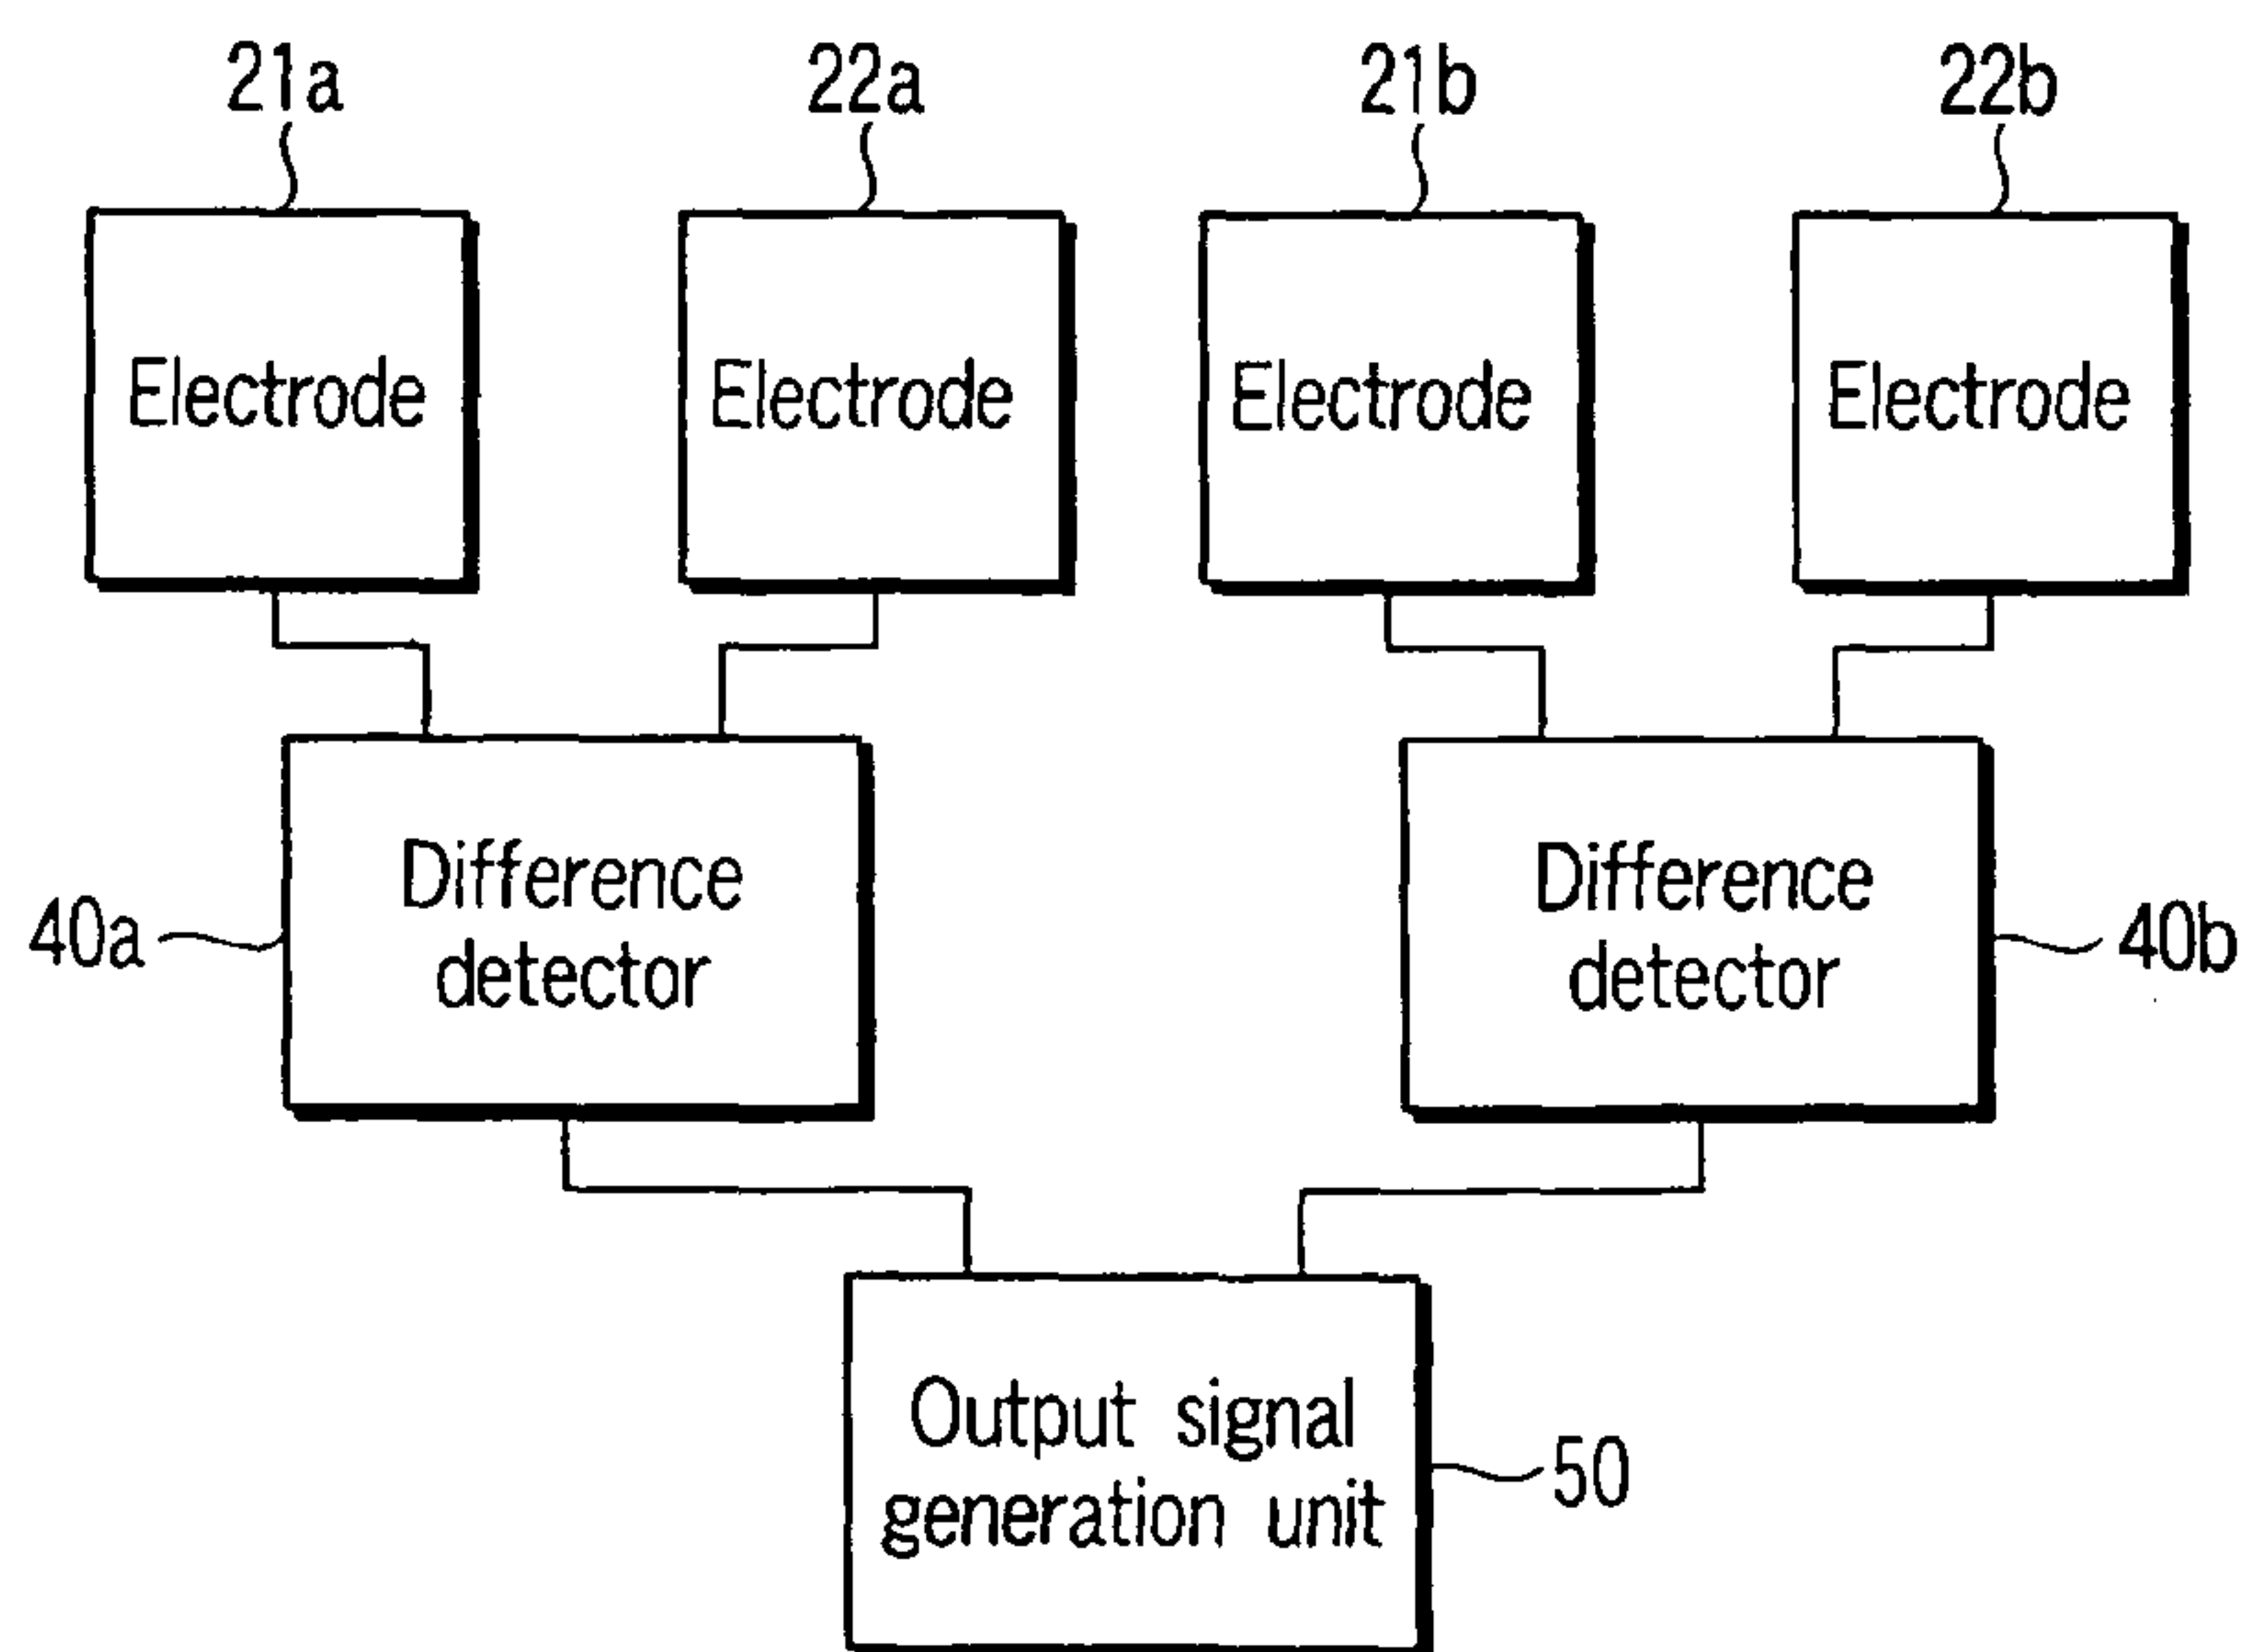 21a
22a
21b
22b
Electrode
Electrode
Electrode
Electrode
40a
Difference
detector
Difference
detector
40b
Output signal
generation unit
50